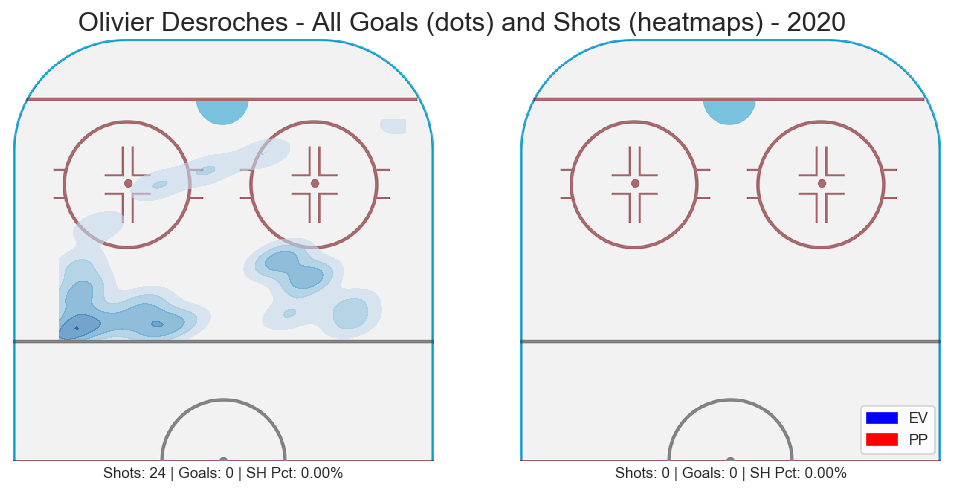 Olivier Desroches - All Goals (dots) and Shots (heatmaps) - 2020
EV
PP
Shots: 24 | Goals: 0 | SH Pct: 0.00%
Shots: 0 | Goals: 0 | SH Pct: 0.00%